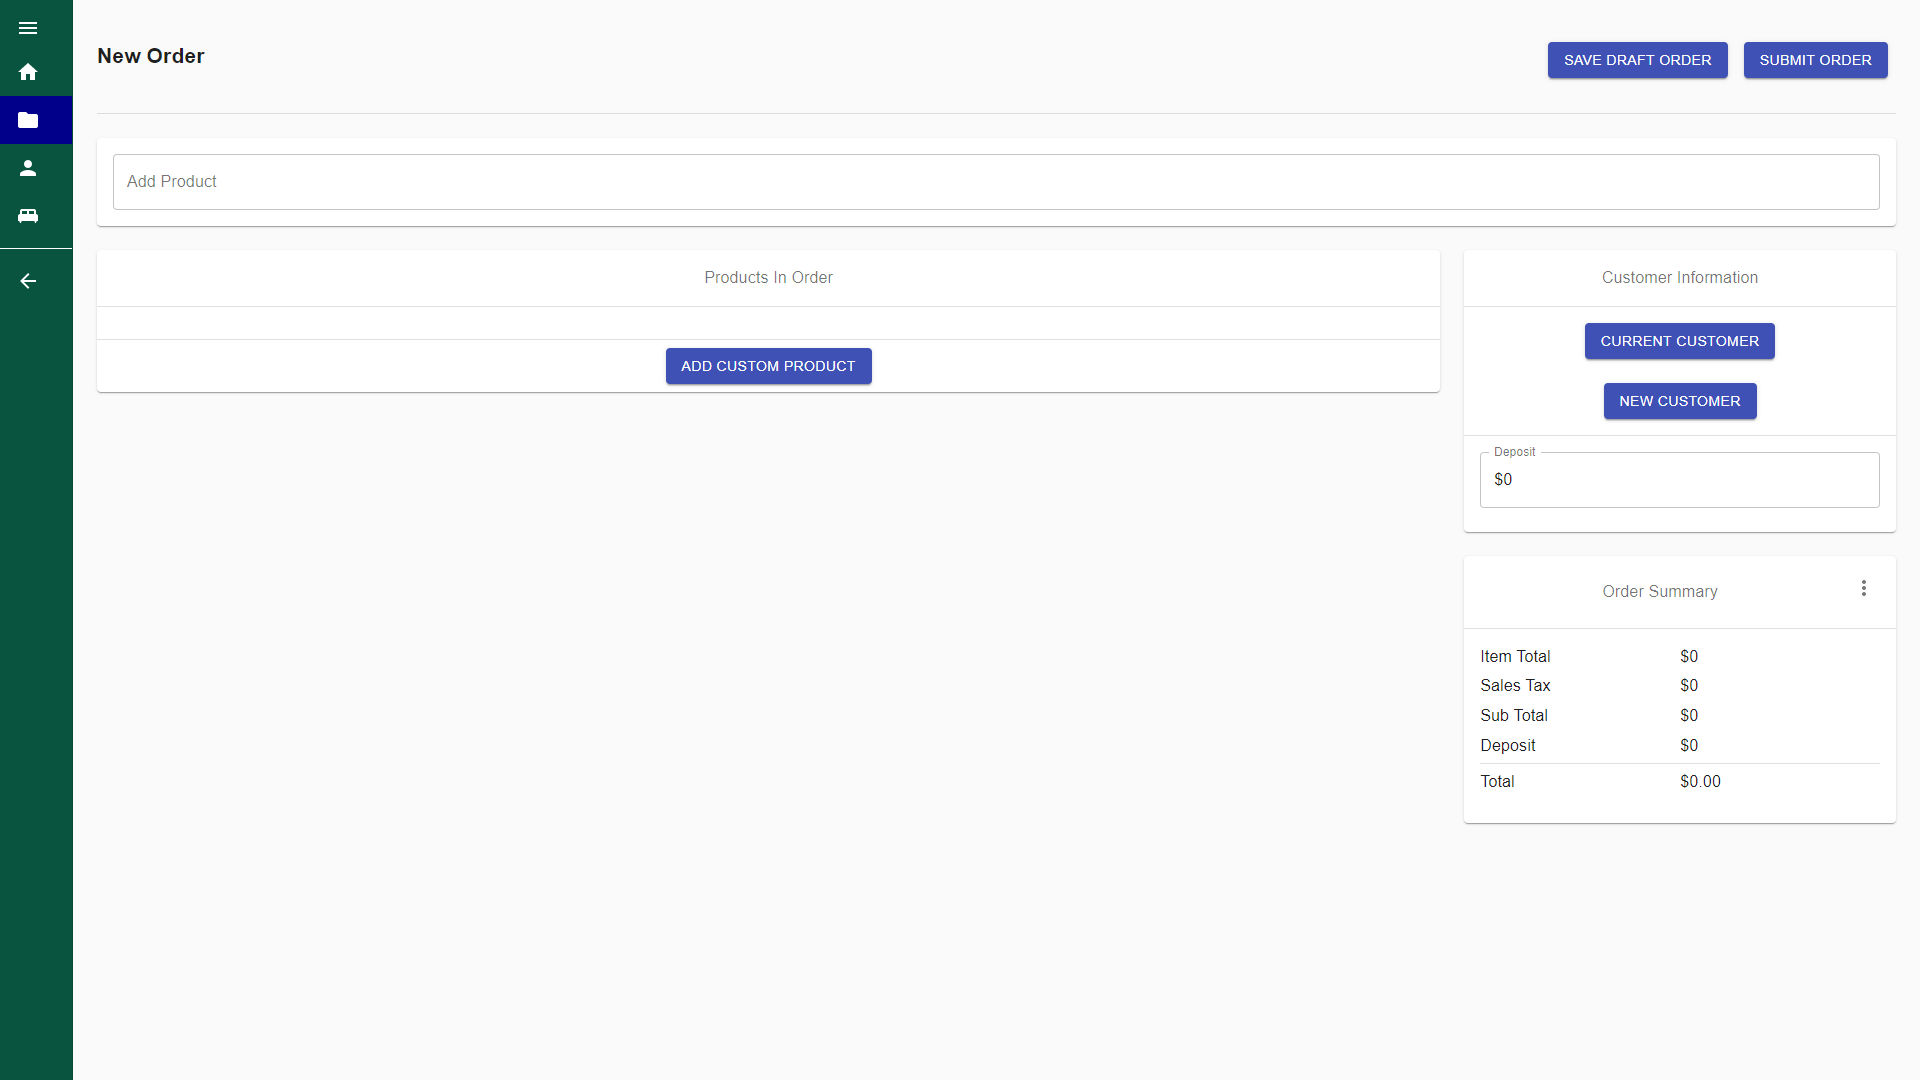 New Order
SAVE DRAFT ORDER
SUBMIT ORDER
Add Product
Products In Order
ADD CUSTOM PRODUCT
Customer Information
CURRENT CUSTOMER
NEW CUSTOMER
Deposit
$0
Order Summary
Item Total $0
Sales Tax $0
Sub Total $0
Deposit $0
Total $0.00